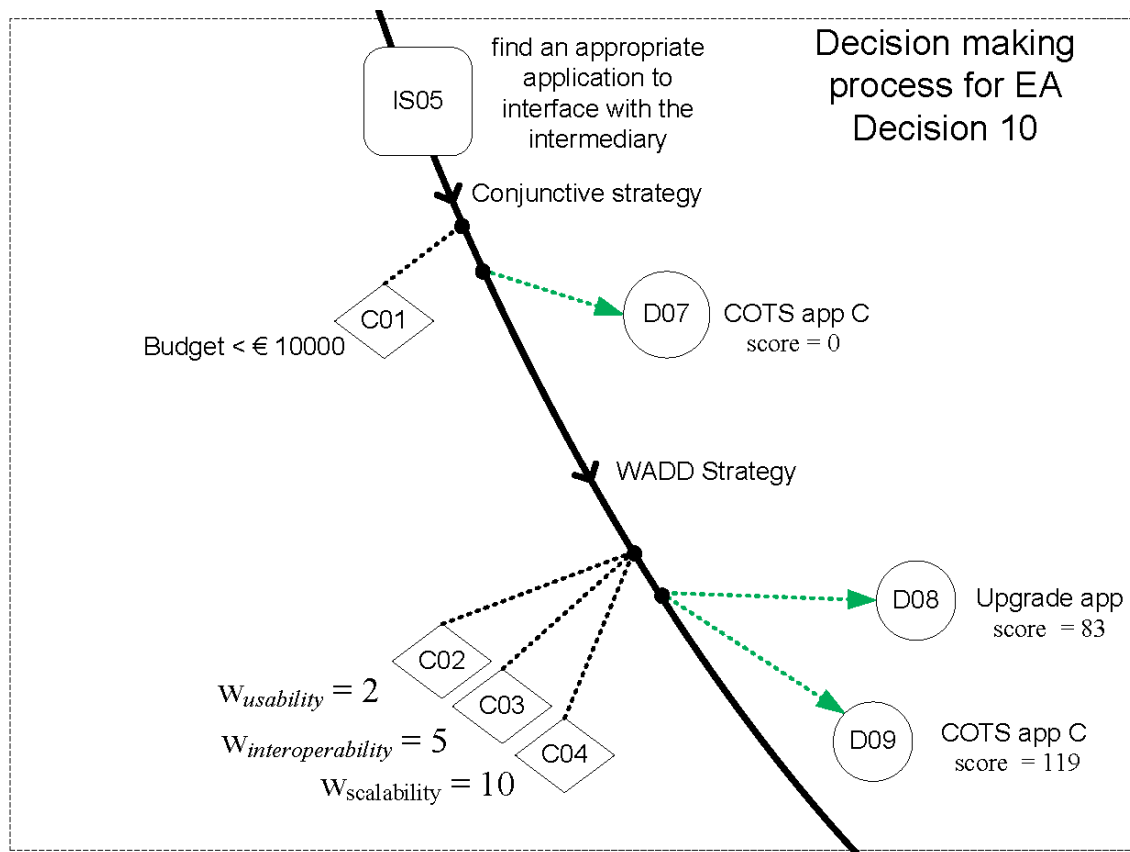 Decision making
process for EA
Decision 10
find an appropriate
application to
interface with the
intermediary
IS05
Conjunctive strategy
C01
Budget < € 10000
D07
COTS app C
score = 0
WADD Strategy
D08
Upgrade app
score = 83
C02
wusability = 2
C03
winteroperability = 5
C04
wscalability = 10
D09
COTS app C
score = 119